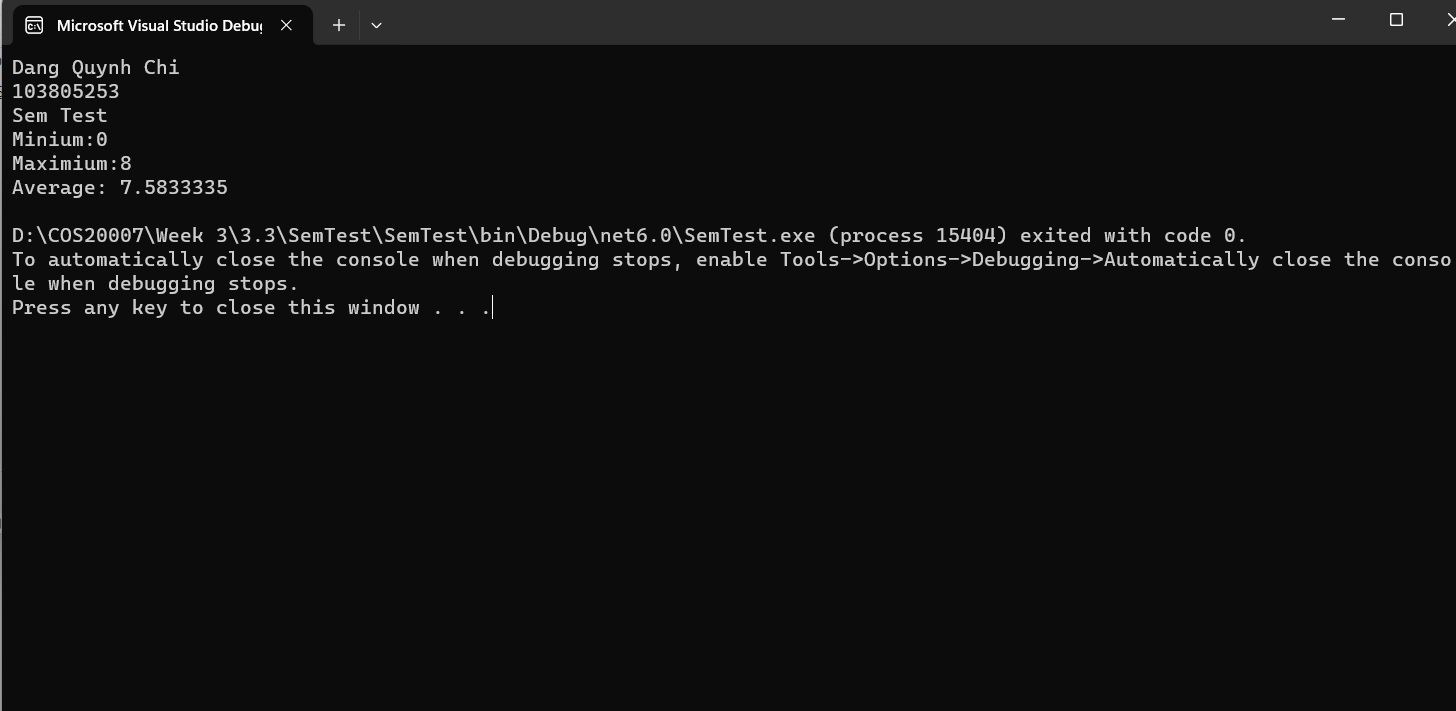 Microsoft Visual Studio Debu
Dang Quynh Chi
103805253
Sem Test
Minium:0
Maximium:8
Average: 7.5833335
D:\COS20007\Week 3\3.3\SemTest\SemTest\bin\Debug\net6.0\SemTest.exe (process 15404) exited with code 0.
To automatically close the console when debugging stops, enable Tools->Options->Debugging->Automatically close the conso
le when debugging stops.
Press any key to close this window . . .